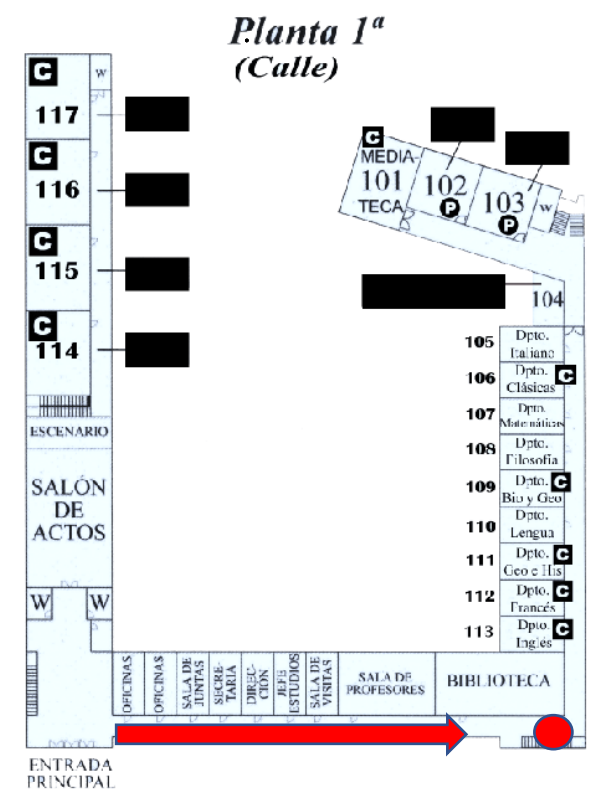 Planta 1ª
(Calle)
C
W
117
C
116
C
115
C
114
C
MEDIA-
101
TECA
102
P
103
P
W
104
105 Dpto.
Italiano
106 Dpto.
Clásicas C
107 Dpto.
Matemáticas
108 Dpto.
Filosofía
109 Dpto. C
Bio y Geo
110 Dpto.
Lengua
111 Dpto. C
Geo e His
112 Dpto. C
Francés
113 Dpto. C
Inglés
ESCENARIO
SALÓN
DE
ACTOS
W W
OFICINAS
OFICINAS
SALA DE
JUNTAS
SECRE-
TARIA
DIREC-
CIÓN
JEFE
ESTUDIOS
SALA DE
VISITAS
SALA DE
PROFESORES
BIBLIOTECA
ENTRADA
PRINCIPAL